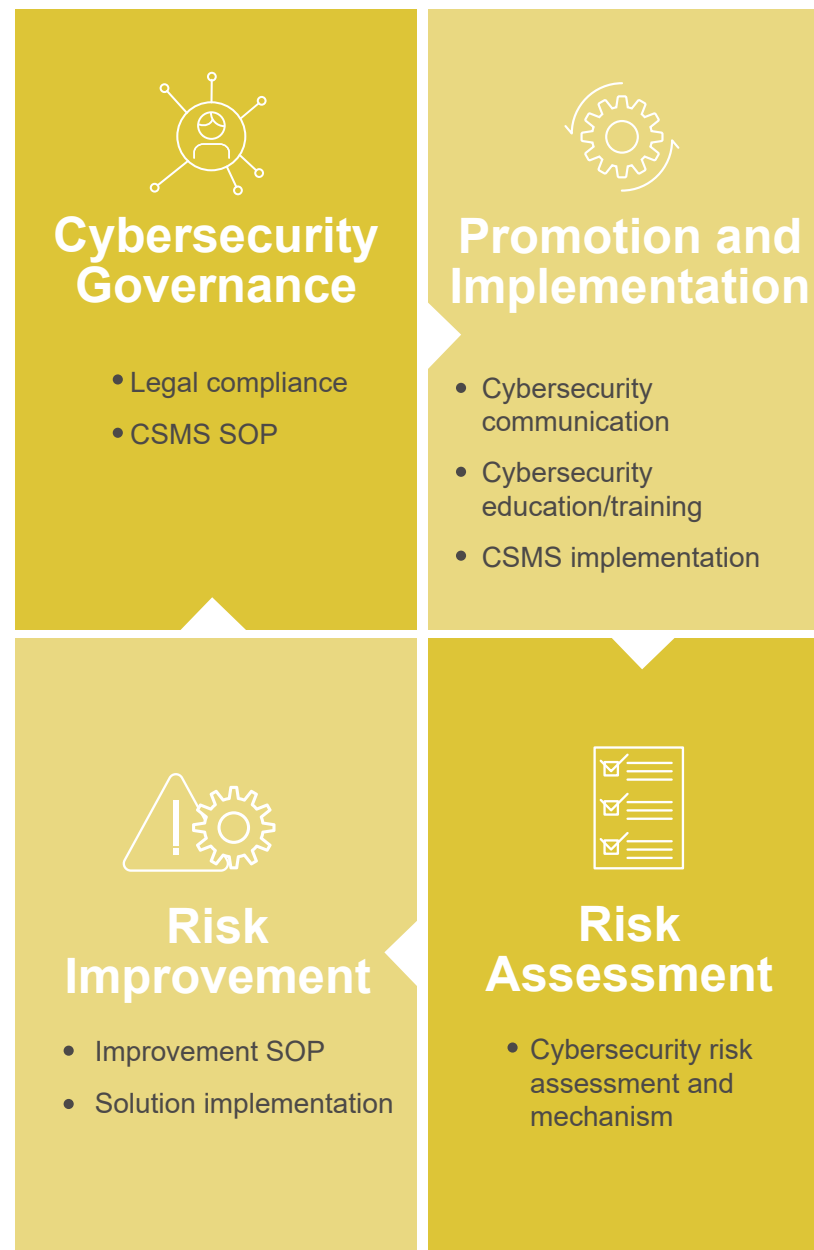 Cybersecurity
Governance
• Legal compliance
• CSMS SOP
Promotion and
Implementation
• Cybersecurity
communication
• Cybersecurity
education/training
• CSMS implementation
Risk
Improvement
• Improvement SOP
• Solution implementation
Risk
Assessment
• Cybersecurity risk
assessment and
mechanism